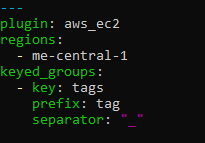 ---
plugin: aws_ec2
regions:
  - me-central-1
keyed_groups:
  - key: tags
    prefix: tag
    separator: "_"